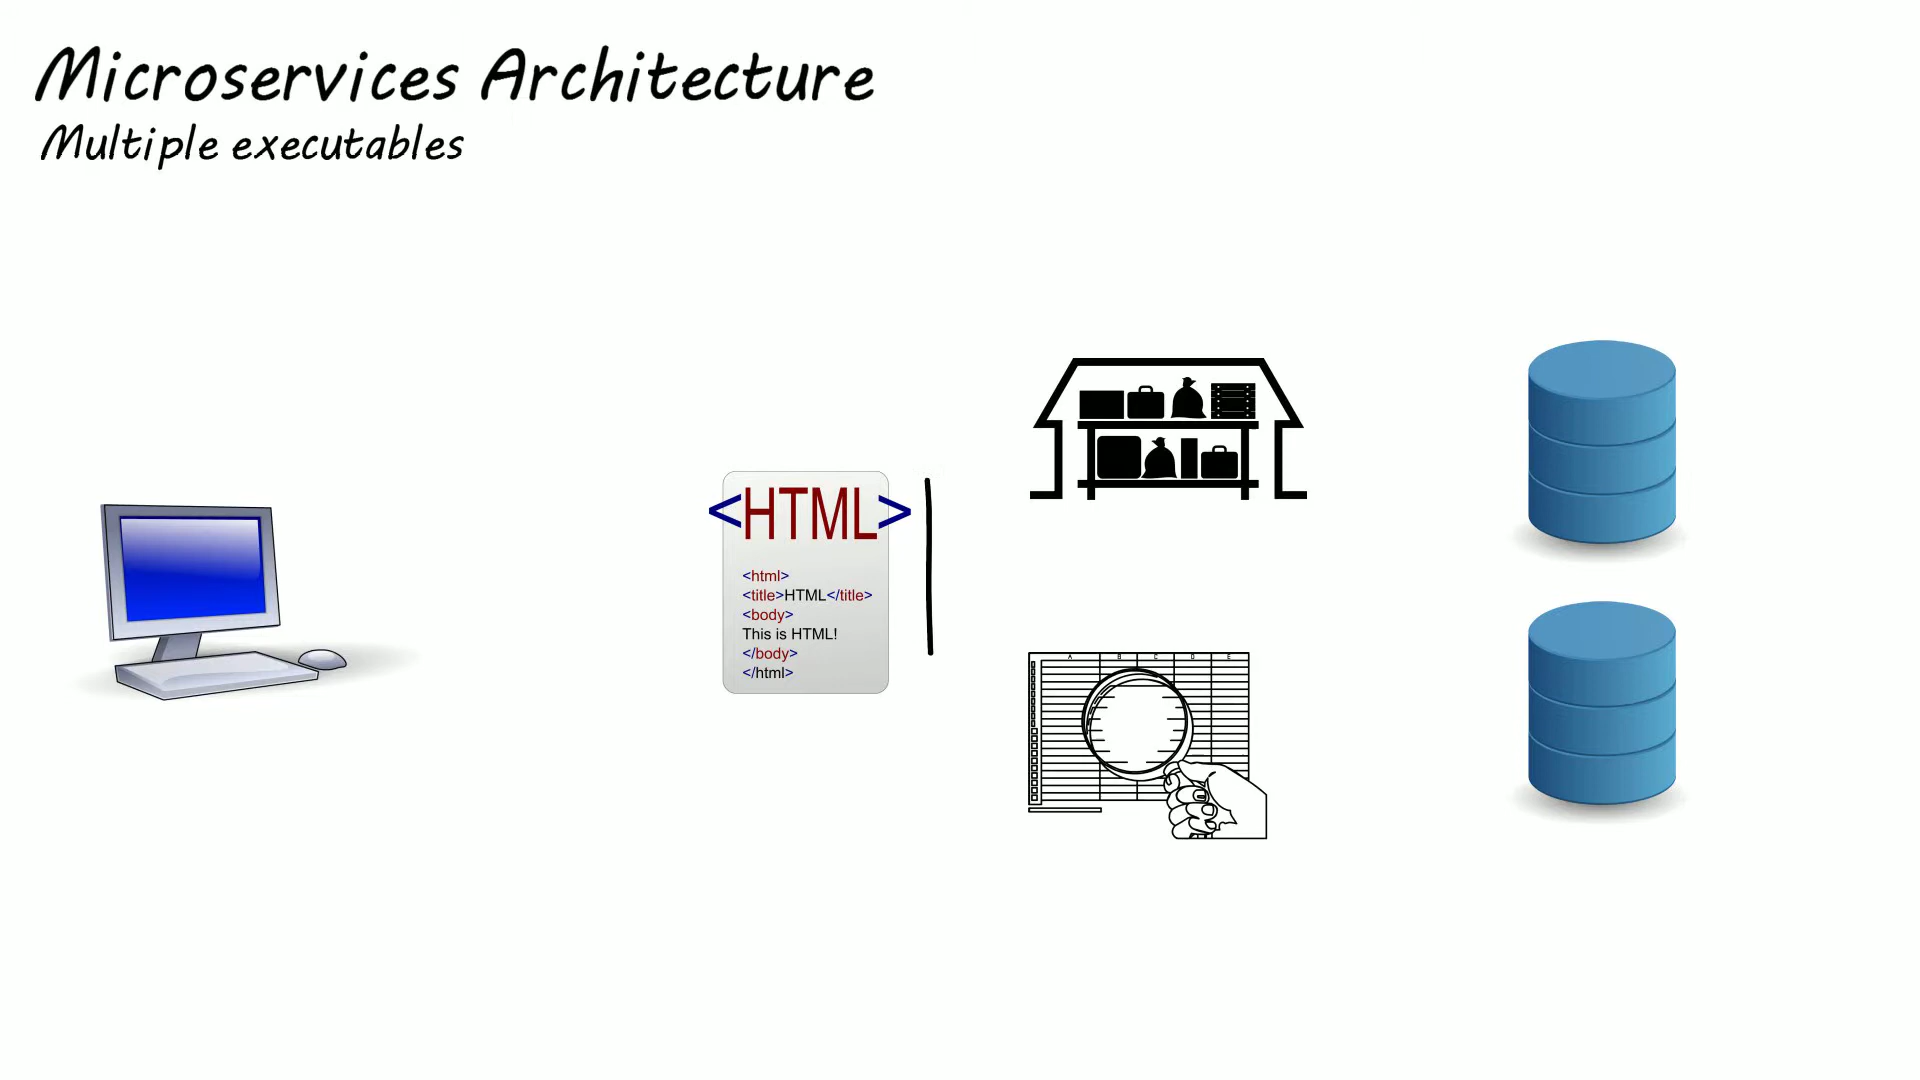 Microservices Architecture
Multiple executables
<HTML>
<html>
<title>HTML</title>
<body>
This is HTML!
</body>
</html>
A B C D E